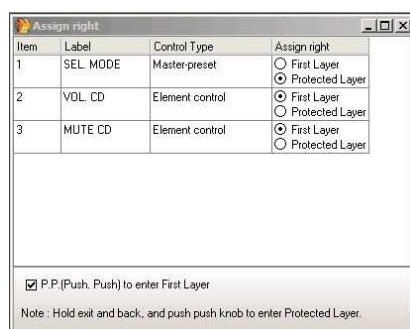 Assign right
Item Label Control Type Assign right
1 SEL. MODE Master-preset First Layer
Protected Layer
2 VOL. CD Element control First Layer
Protected Layer
3 MUTE CD Element control First Layer
Protected Layer
P.P.(Push. Push) to enter First Layer
Note : Hold exit and back, and push push knob to enter Protected Layer.